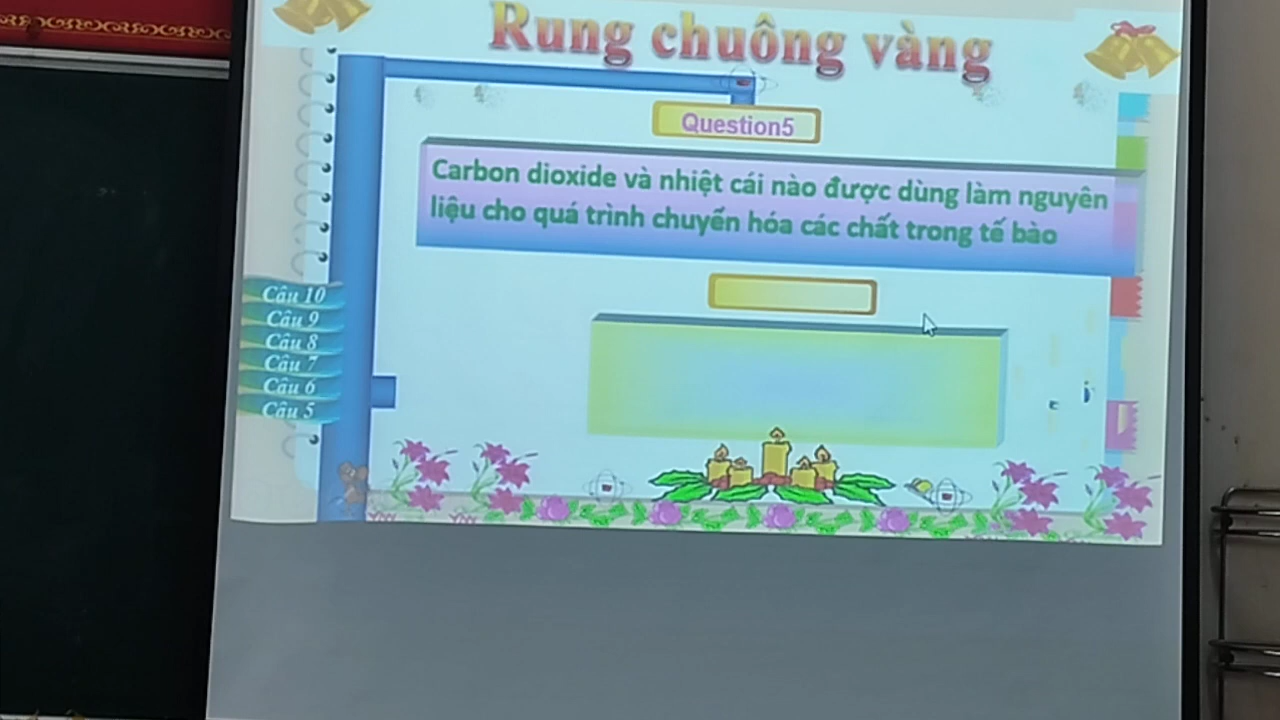 Rung chuông vàng
Question5
Carbon dioxide và nhiệt cái nào được dùng làm nguyên
liệu cho quá trình chuyển hóa các chất trong tế bào
Câu 10
Câu 9
Câu 8
Câu 7
Câu 6
Câu 5